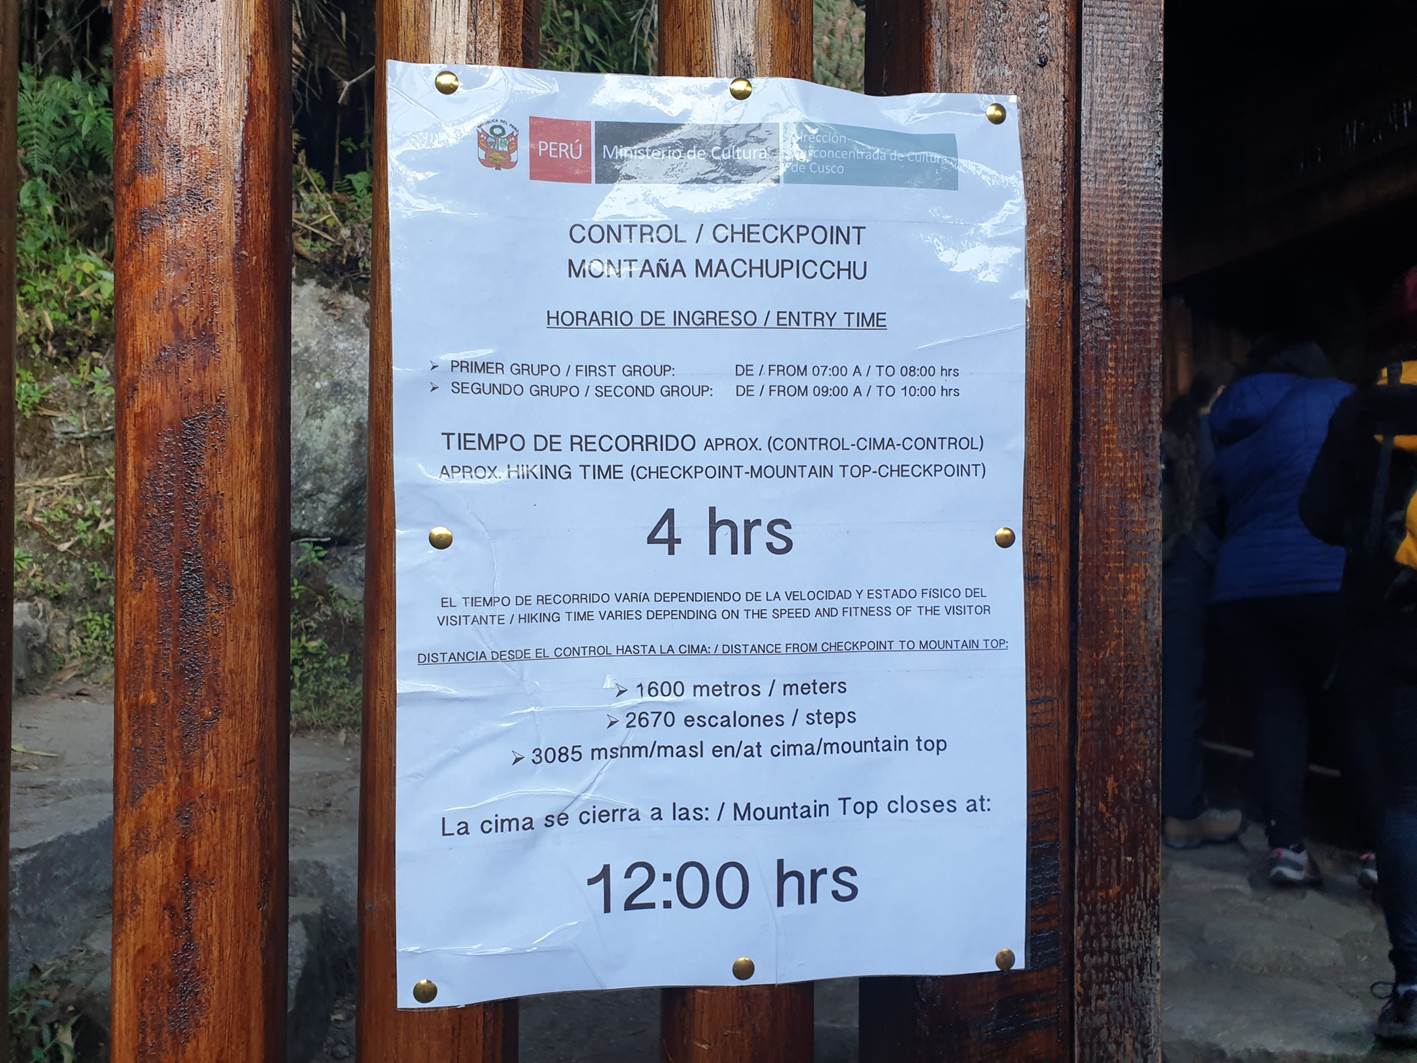 PERÚ
Ministerio de Cultura
Dirección
Desconcentrada de Cultura
de Cusco
CONTROL / CHECKPOINT
MONTAÑA MACHUPICCHU
HORARIO DE INGRESO / ENTRY TIME
➢ PRIMER GRUPO / FIRST GROUP: DE / FROM 07:00 A / TO 08:00 hrs
➢ SEGUNDO GRUPO / SECOND GROUP: DE / FROM 09:00 A / TO 10:00 hrs
TIEMPO DE RECORRIDO APROX. (CONTROL-CIMA-CONTROL)
APROX. HIKING TIME (CHECKPOINT-MOUNTAIN TOP-CHECKPOINT)
4 hrs
EL TIEMPO DE RECORRIDO VARÍA DEPENDIENDO DE LA VELOCIDAD Y ESTADO FÍSICO DEL
VISITANTE / HIKING TIME VARIES DEPENDING ON THE SPEED AND FITNESS OF THE VISITOR
DISTANCIA DESDE EL CONTROL HASTA LA CIMA: / DISTANCE FROM CHECKPOINT TO MOUNTAIN TOP:
➢ 1600 metros / meters
➢ 2670 escalones / steps
➢ 3085 msnm/masl en/at cima/mountain top
La cima se cierra a las: / Mountain Top closes at:
12:00 hrs